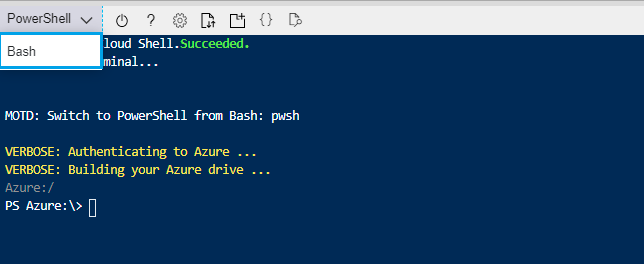 PowerShell
Bash
loud Shell.Succeeded.
minal...
MOTD: Switch to PowerShell from Bash: pwsh
VERBOSE: Authenticating to Azure ...
VERBOSE: Building your Azure drive ...
Azure:/
PS Azure:\>